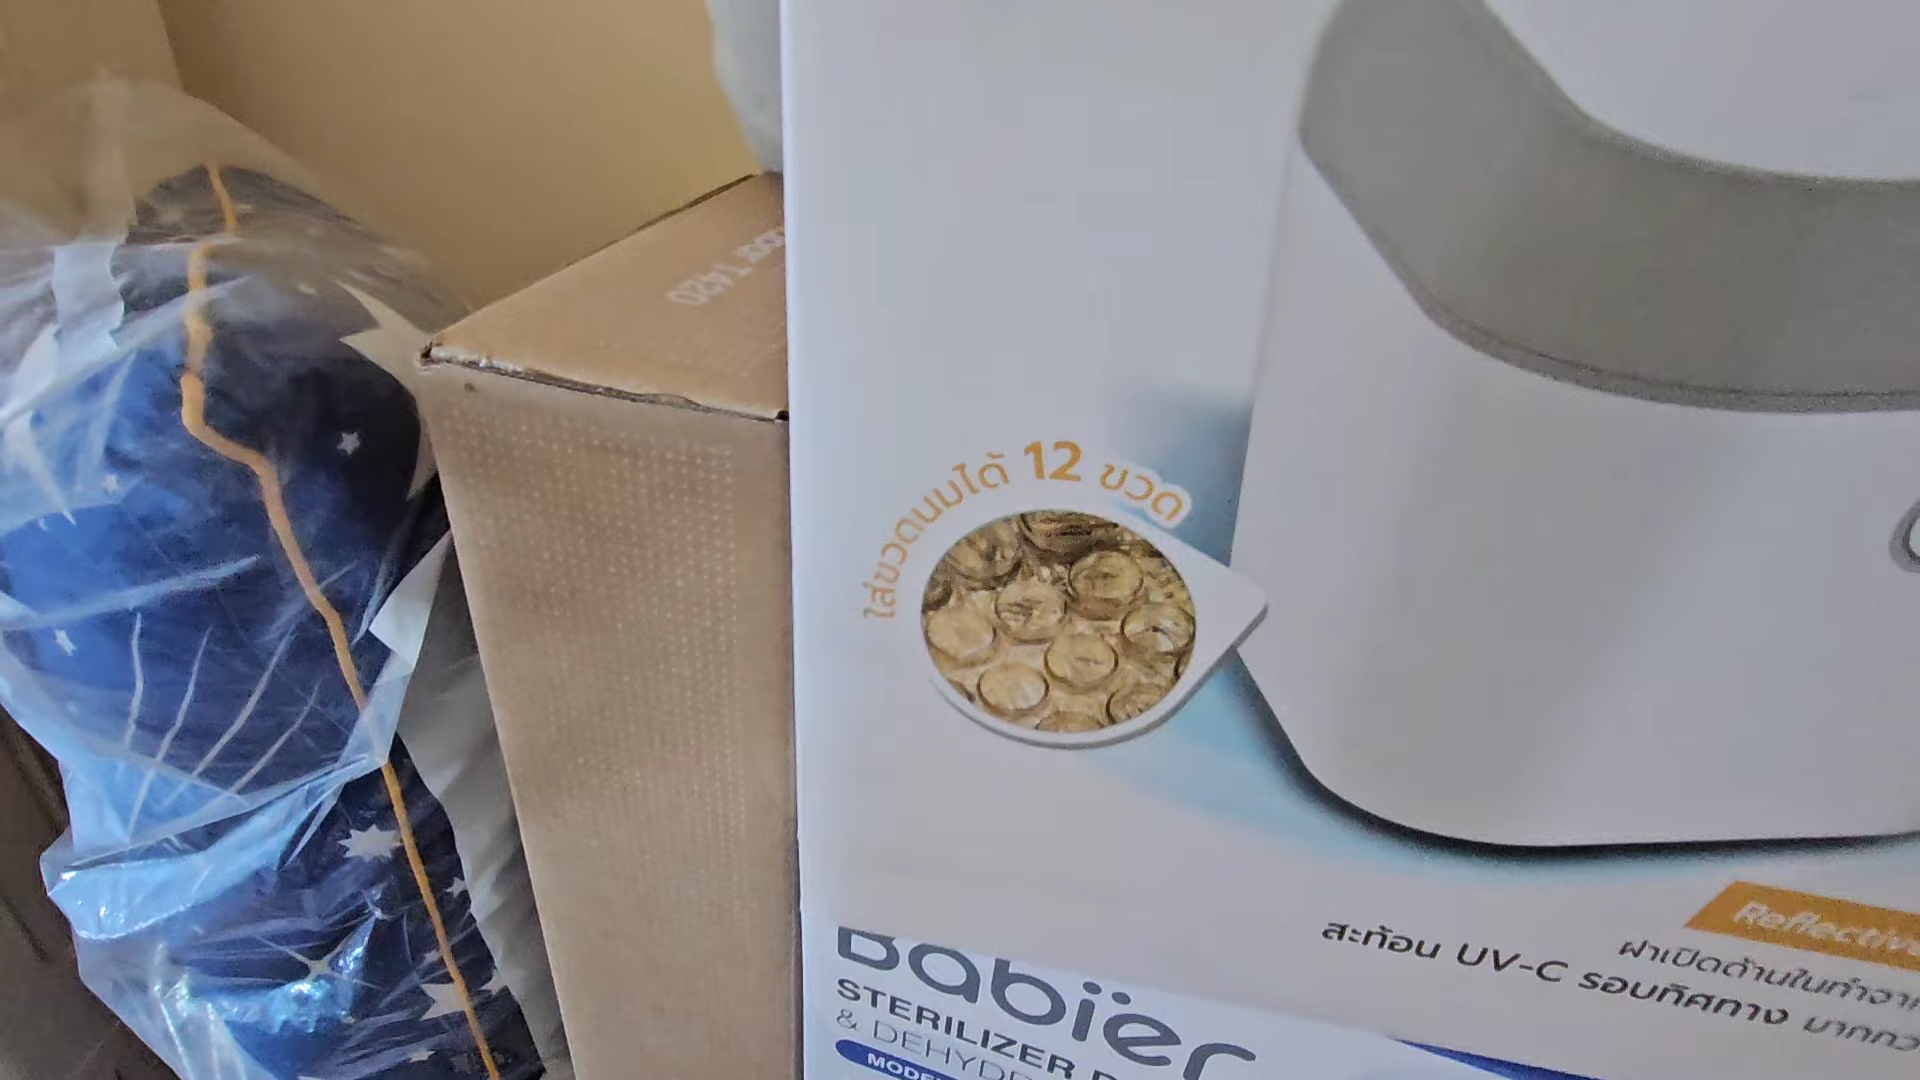 T420
ใส่ขวดนมได้ 12 ขวด
Reflective
ฝาเปิดด้านในทำจาก
สะท้อน UV-C รอบทิศทาง มากกว
Babïer
STERILIZER
& DEHYD
MODE